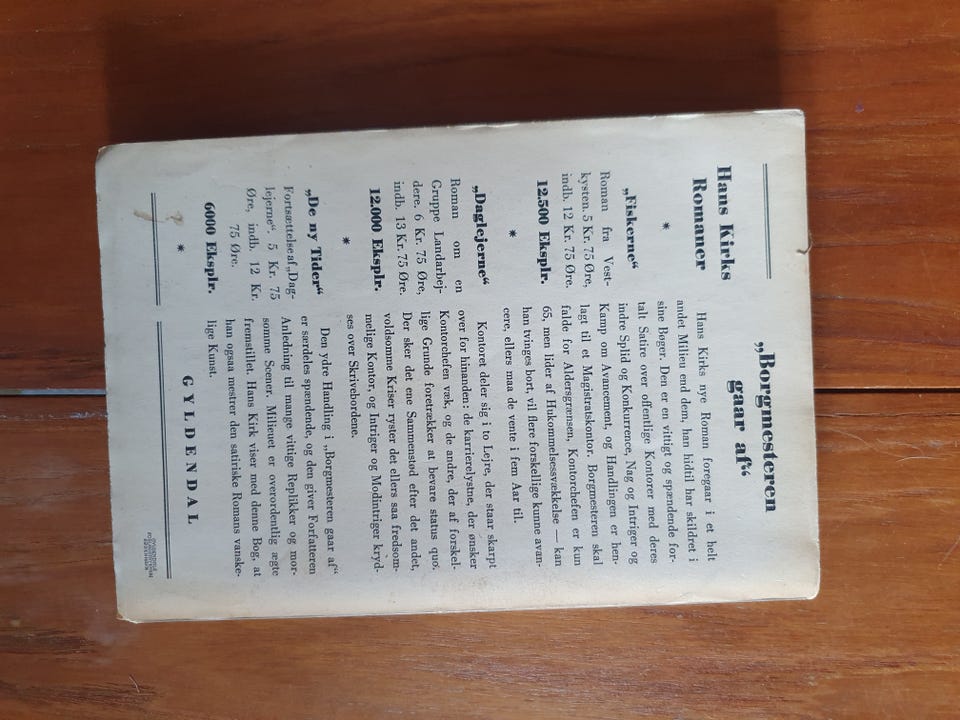 Hans Kirks
Romaner
*
„Fiskerne“
Roman fra Vest-
kysten. 5 Kr. 75 Øre,
indb. 12 Kr. 75 Øre.
12.500 Eksplr.
*
„Daglejerne“
Roman om en
Gruppe Landarbej-
dere. 6 Kr. 75 Øre,
indb. 13 Kr. 75 Øre.
12.000 Eksplr.
*
„De ny Tider“
Fortsættelse af „Dag-
lejerne“. 5 Kr. 75
Øre, indb. 12 Kr.
75 Øre.
6000 Eksplr.
*
„Borgmesteren
gaar af“
Hans Kirks nye Roman foregaar i et helt
andet Milieu end dem, han hidtil har skildret i
sine Bøger. Den er en vittigt og spændende for-
talt Satire over offentlige Kontorer med deres
indre Splid og Konkurrence, Nag og Intriger og
Kamp om Avancement, og Handlingen er hen-
lagt til et Magistratskontor. Borgmesteren skal
falde for Aldersgrænsen, Kontorchefen er kun
65, men lider af Hukommelsessvækkelse — kan
han tvinges bort, vil flere forskellige kunne avan-
cere, ellers maa de vente i fem Aar til.
Kontoret deler sig i to Lejre, der staar skarpt
over for hinanden: de karrierelystne, der ønsker
Kontorchefen væk, og de andre, der af forskel-
lige Grunde foretrækker at bevare status quo.
Der sker det ene Sammenstød efter det andet,
voldsomme Kriser ryster det ellers saa fredsom-
melige Kontor, og Intriger og Modintriger kryd-
ses over Skrivebordene.
Den ydre Handling i „Borgmesteren gaar af“
er særdeles spændende, og den giver Forfatteren
Anledning til mange vittige Replikker og mor-
somme Scener. Milieuet er overordentlig ægte
fremstillet. Hans Kirk viser med denne Bog, at
han ogsaa mestrer den satiriske Romans vanske-
lige Kunst.
GYLDENDAL